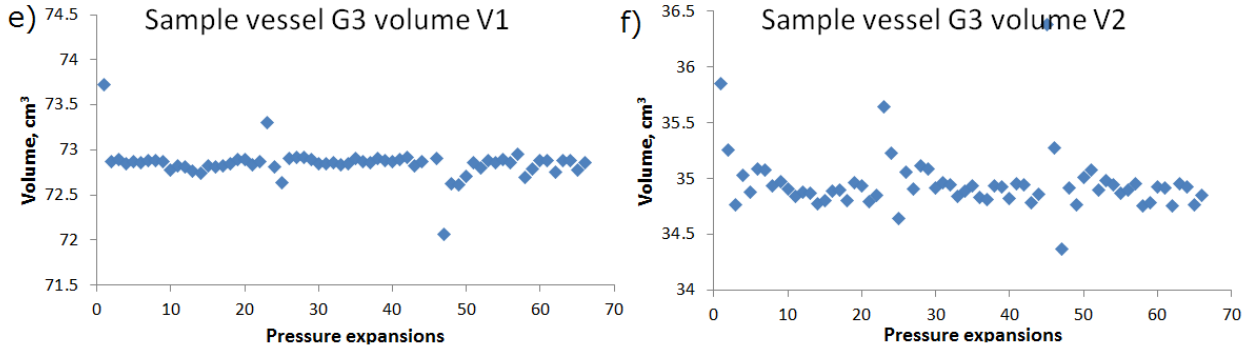 e) Sample vessel G3 volume V1
74.5
74
73.5
73
72.5
72
71.5
Volume, cm³
0 10 20 30 40 50 60 70
Pressure expansions
f) Sample vessel G3 volume V2
36.5
36
35.5
35
34.5
34
Volume, cm³
0 10 20 30 40 50 60 70
Pressure expansions